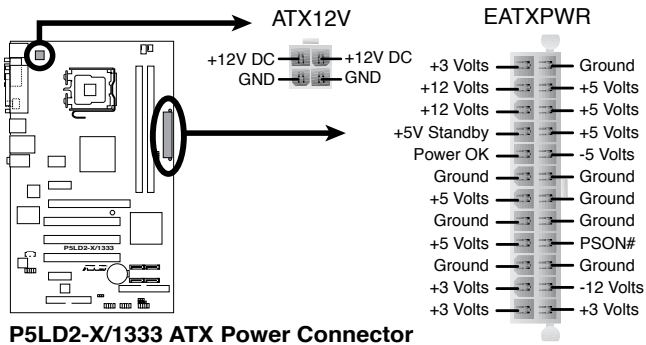 ATX12V
EATXPWR
+12V DC +12V DC
GND GND
+3 Volts Ground
+12 Volts +5 Volts
+12 Volts +5 Volts
+5V Standby +5 Volts
Power OK -5 Volts
Ground Ground
+5 Volts Ground
Ground Ground
+5 Volts PSON#
Ground Ground
+3 Volts -12 Volts
+3 Volts +3 Volts
P5LD2-X/1333
P5LD2-X/1333 ATX Power Connector